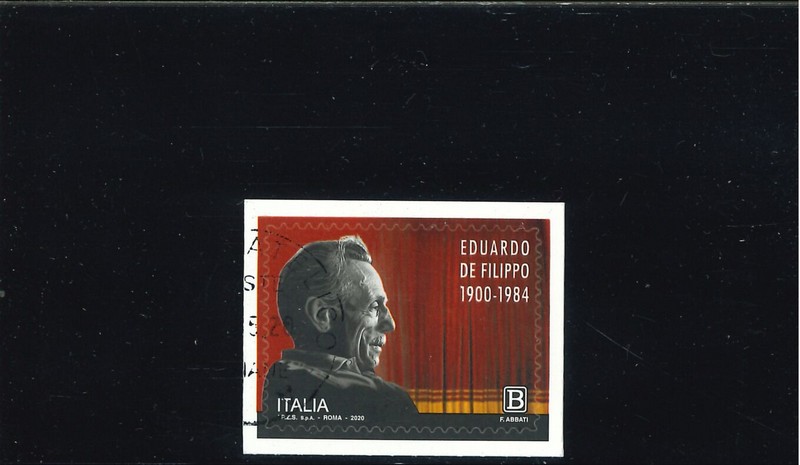 EDUARDO
DE FILIPPO
1900-1984
ITALIA
I.P.Z.S. S.p.A. - ROMA - 2020
B
F. ABBATI